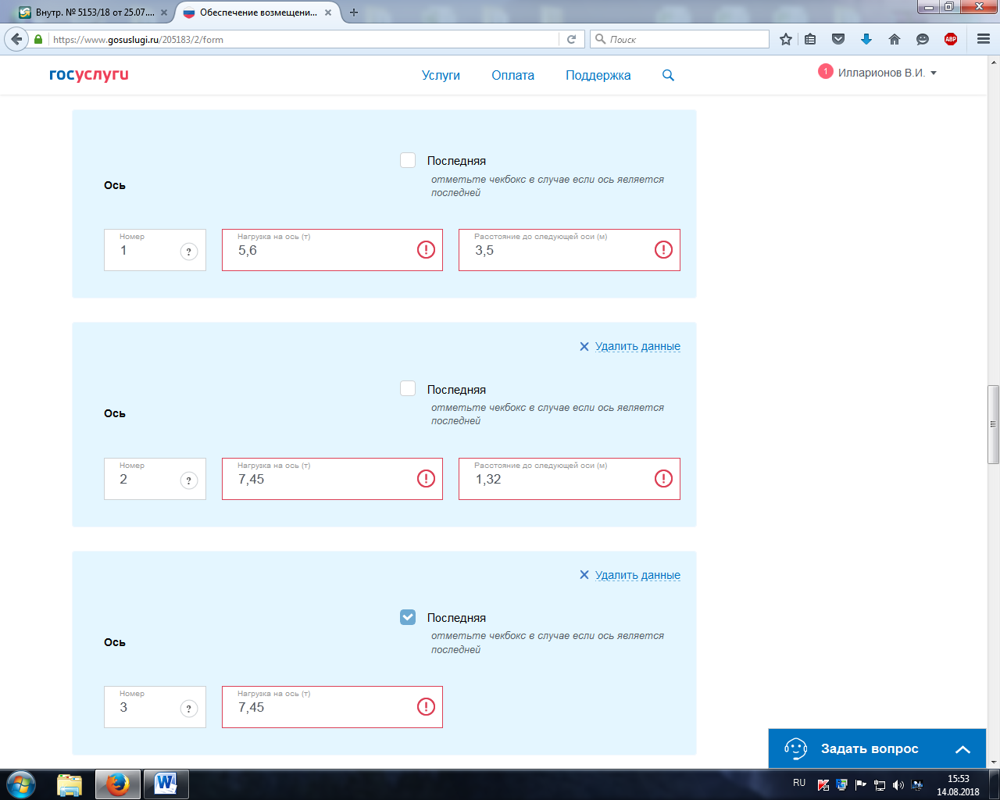 Внутр. № 5153/18 от 25.07....
Обеспечение возмещени...
https://www.gosuslugi.ru/205183/2/form
Поиск
ABP
госуслуги
Услуги
Оплата
Поддержка
1
Илларионов В.И.
Последняя
отметьте чекбокс в случае если ось является
последней
Ось
Номер
1
?
Нагрузка на ось (т)
5,6
Расстояние до следующей оси (м)
3,5
Удалить данные
Последняя
отметьте чекбокс в случае если ось является
последней
Ось
Номер
2
?
Нагрузка на ось (т)
7,45
Расстояние до следующей оси (м)
1,32
Удалить данные
Последняя
отметьте чекбокс в случае если ось является
последней
Ось
Номер
3
?
Нагрузка на ось (т)
7,45
Задать вопрос
RU
15:53
14.08.2018